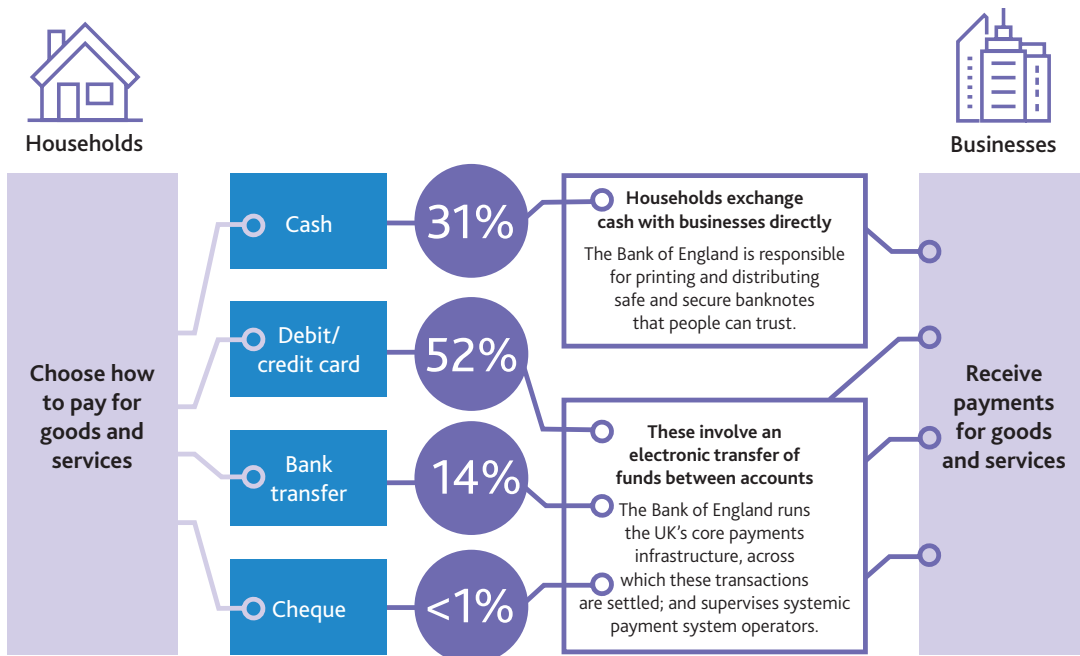 Households
Businesses
Choose how
to pay for
goods and
services
Cash
31%
Debit/
credit card
52%
Bank
transfer
14%
Cheque
<1%
Households exchange
cash with businesses directly
The Bank of England is responsible
for printing and distributing
safe and secure banknotes
that people can trust.
These involve an
electronic transfer of
funds between accounts
The Bank of England runs
the UK's core payments
infrastructure, across
which these transactions
are settled; and supervises systemic
payment system operators.
Receive
payments
for goods
and services